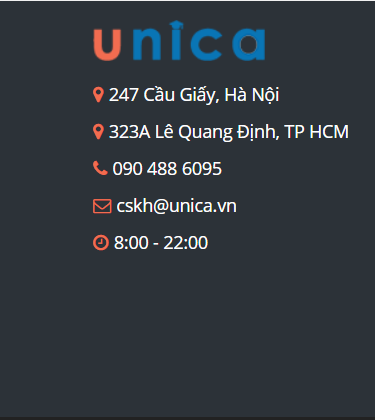 unica
247 Cầu Giấy, Hà Nội
323A Lê Quang Định, TP HCM
090 488 6095
cskh@unica.vn
8:00 - 22:00